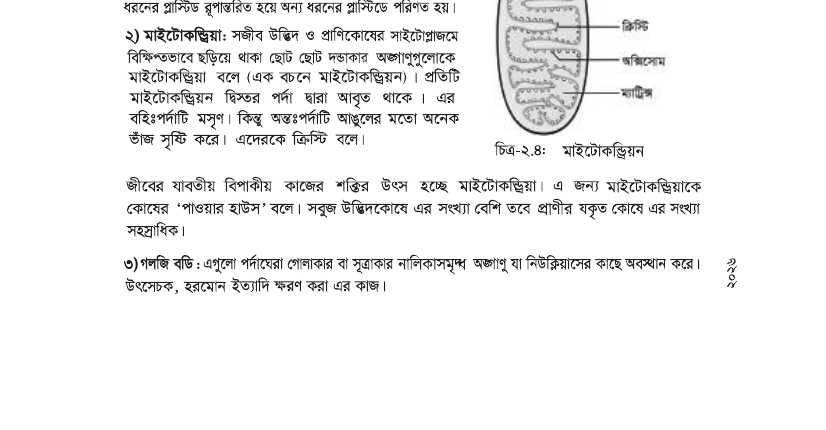 ধরনের প্লাস্টিড রূপান্তরিত হয়ে অন্য ধরনের প্লাস্টিডে পরিণত হয়।
২) মাইটোকন্ড্রিয়া: সজীব উদ্ভিদ ও প্রাণিকোষের সাইটোপ্লাজমে
বিক্ষিপ্তভাবে ছড়িয়ে থাকা ছোট ছোট দন্ডাকার অঙ্গাণুগুলোকে
মাইটোকন্ড্রিয়া বলে (এক বচনে মাইটোকন্ড্রিয়ন) । প্রতিটি
মাইটোকন্ড্রিয়ন দ্বিস্তর পর্দা দ্বারা আবৃত থাকে । এর
বহিঃপর্দাটি মসৃণ। কিন্তু অন্তঃপর্দাটি আঙুলের মতো অনেক
ভাঁজ সৃষ্টি করে। এদেরকে ক্রিস্টি বলে।
ক্রিস্টি
অক্সিসোম
ম্যাট্রিক্স
চিত্র-২.৪: মাইটোকন্ড্রিয়ন
জীবের যাবতীয় বিপাকীয় কাজের শক্তির উৎস হচ্ছে মাইটোকন্ড্রিয়া। এ জন্য মাইটোকন্ড্রিয়াকে
কোষের ‘পাওয়ার হাউস’ বলে। সবুজ উদ্ভিদকোষে এর সংখ্যা বেশি তবে প্রাণীর যকৃত কোষে এর সংখ্যা
সহস্রাধিক।
৩) গলজি বডি : এগুলো পর্দাঘেরা গোলাকার বা সূত্রাকার নালিকাসমৃদ্ধ অঙ্গাণু যা নিউক্লিয়াসের কাছে অবস্থান করে।
উৎসেচক, হরমোন ইত্যাদি ক্ষরণ করা এর কাজ।
২০২৬